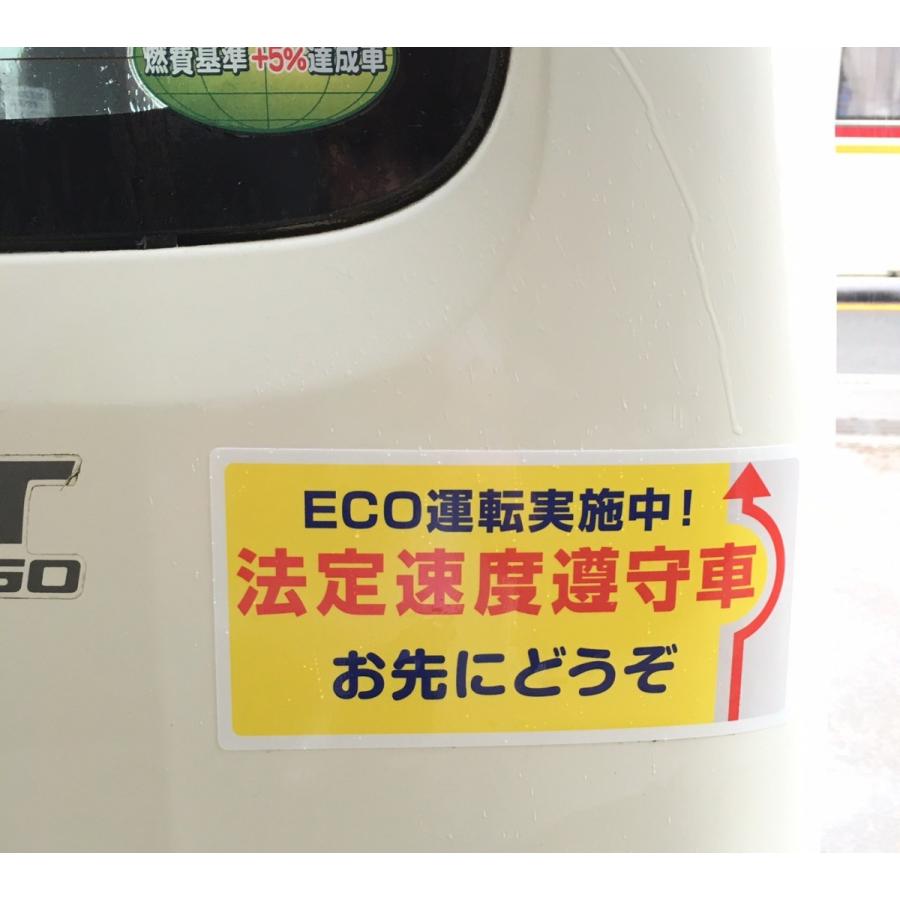 燃費基準+5%達成車
T
60
ECO運転実施中!
法定速度遵守車
お先にどうぞ